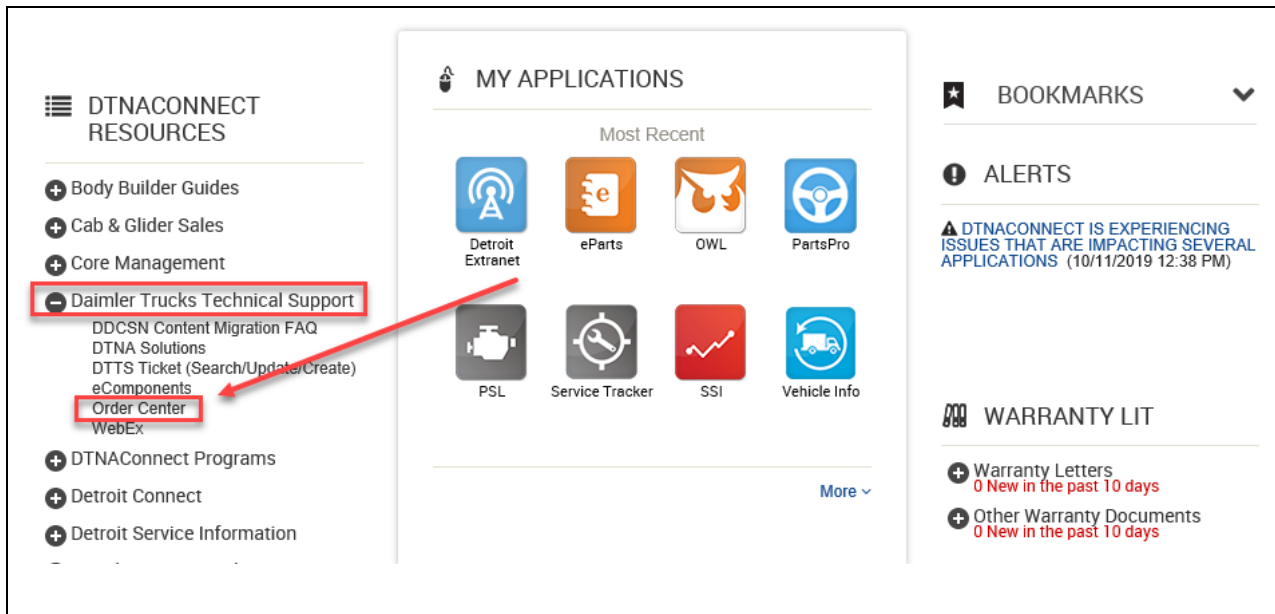 DTNACONNECT
RESOURCES
Body Builder Guides
Cab & Glider Sales
Core Management
Daimler Trucks Technical Support
DDCSN Content Migration FAQ
DTNA Solutions
DTTS Ticket (Search/Update/Create)
eComponents
Order Center
WebEx
DTNAConnect Programs
Detroit Connect
Detroit Service Information
MY APPLICATIONS
Most Recent
Detroit
Extranet
e
eParts
OWL
PartsPro
PSL
Service Tracker
SSI
Vehicle Info
More
BOOKMARKS
ALERTS
DTNACONNECT IS EXPERIENCING
ISSUES THAT ARE IMPACTING SEVERAL
APPLICATIONS (10/11/2019 12:38 PM)
WARRANTY LIT
Warranty Letters
0 New in the past 10 days
Other Warranty Documents
0 New in the past 10 days